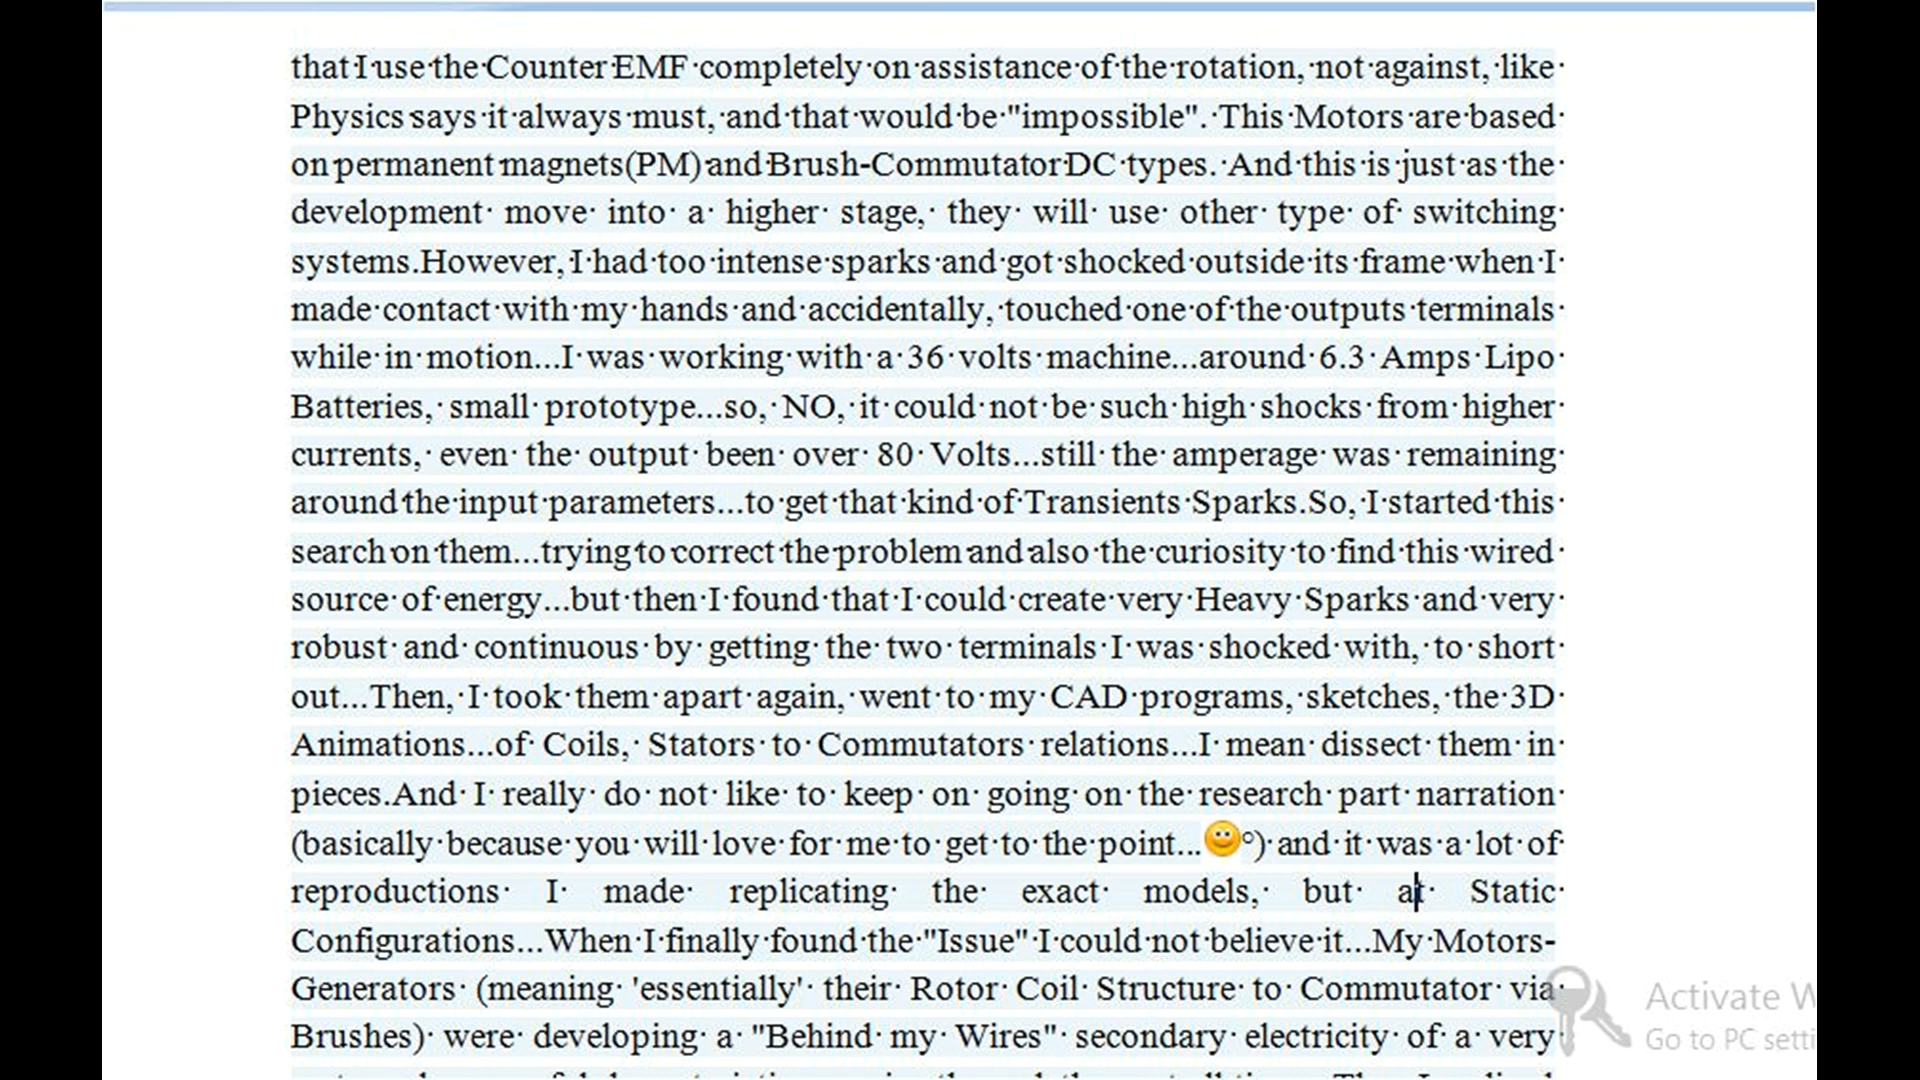 that I use the Counter EMF completely on assistance of the rotation, not against, like
Physics says it always must, and that would be "impossible". This Motors are based
on permanent magnets(PM) and Brush-Commutator DC types. And this is just as the
development move into a higher stage, they will use other type of switching
systems.However, I had too intense sparks and got shocked outside its frame when I
made contact with my hands and accidentally, touched one of the outputs terminals
while in motion...I was working with a 36 volts machine...around 6.3 Amps Lipo
Batteries, small prototype...so, NO, it could not be such high shocks from higher
currents, even the output been over 80 Volts...still the amperage was remaining
around the input parameters...to get that kind of Transients Sparks.So, I started this
search on them...trying to correct the problem and also the curiosity to find this wired
source of energy...but then I found that I could create very Heavy Sparks and very
robust and continuous by getting the two terminals I was shocked with, to short
out...Then, I took them apart again, went to my CAD programs, sketches, the 3D
Animations...of Coils, Stators to Commutators relations...I mean dissect them in
pieces.And I really do not like to keep on going on the research part narration
(basically because you will love for me to get to the point...🙂°) and it was a lot of
reproductions I made replicating the exact models, but at Static
Configurations...When I finally found the "Issue" I could not believe it...My Motors-
Generators (meaning 'essentially' their Rotor Coil Structure to Commutator via
Brushes) were developing a "Behind my Wires" secondary electricity of a very
Activate W
Go to PC setti